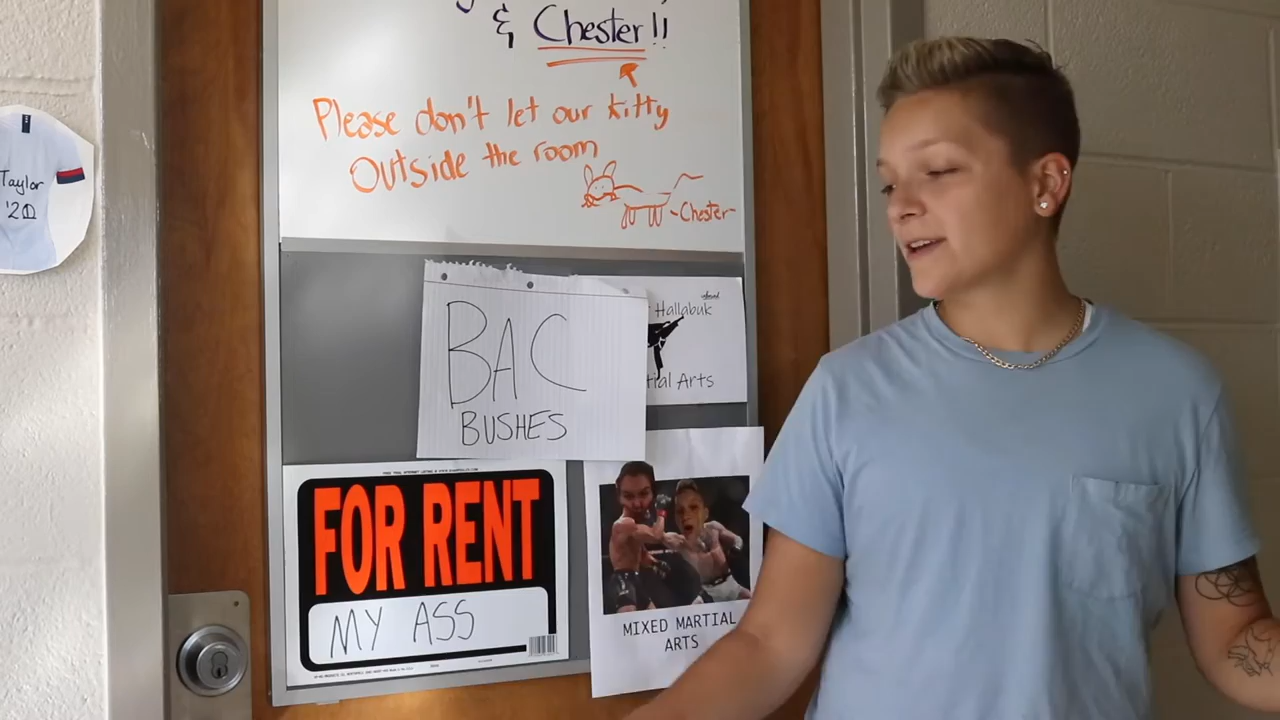 & Chester!!
Please don't let our kitty
outside the room
-Chester-
Taylor
BAC
BUSHES
Hallabuk
tial Arts
FOR RENT
MY ASS
MIXED MARTIAL
ARTS